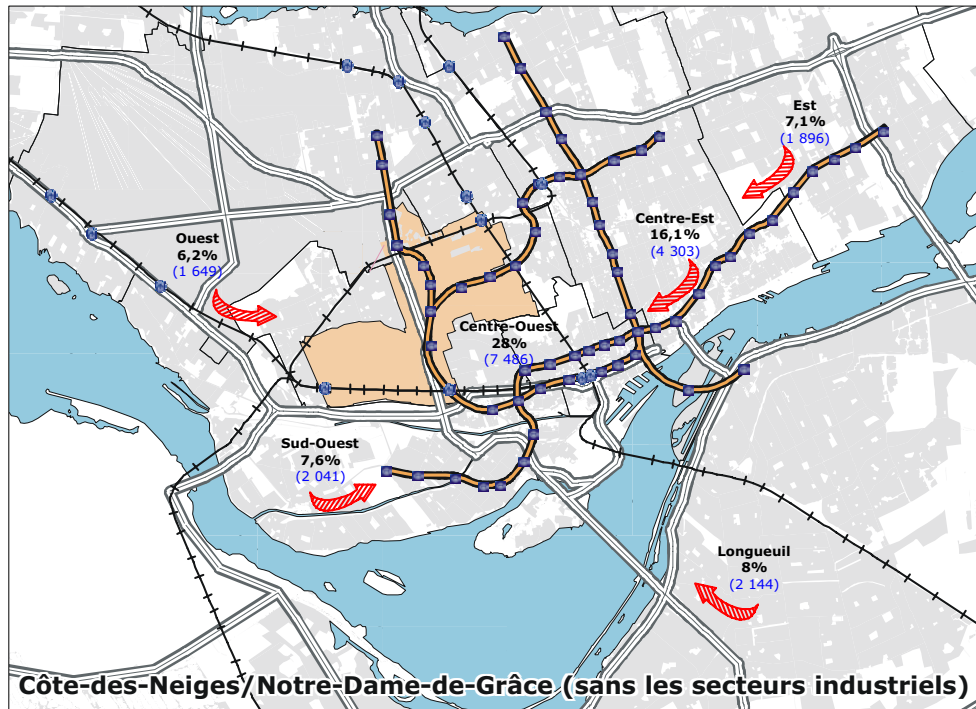 Est
7,1%
(1 896)
Centre-Est
16,1%
(4 303)
Ouest
6,2%
(1 649)
Centre-Ouest
28%
(7 486)
Sud-Ouest
7,6%
(2 041)
Longueuil
8%
(2 144)
Côte-des-Neiges/Notre-Dame-de-Grâce (sans les secteurs industriels)